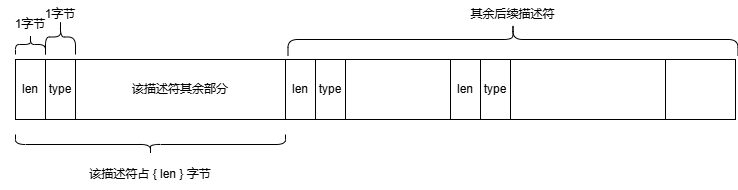 1字节
1字节
其余后续描述符
len
type
该描述符其余部分
len
type
len
type
该描述符占 { len } 字节